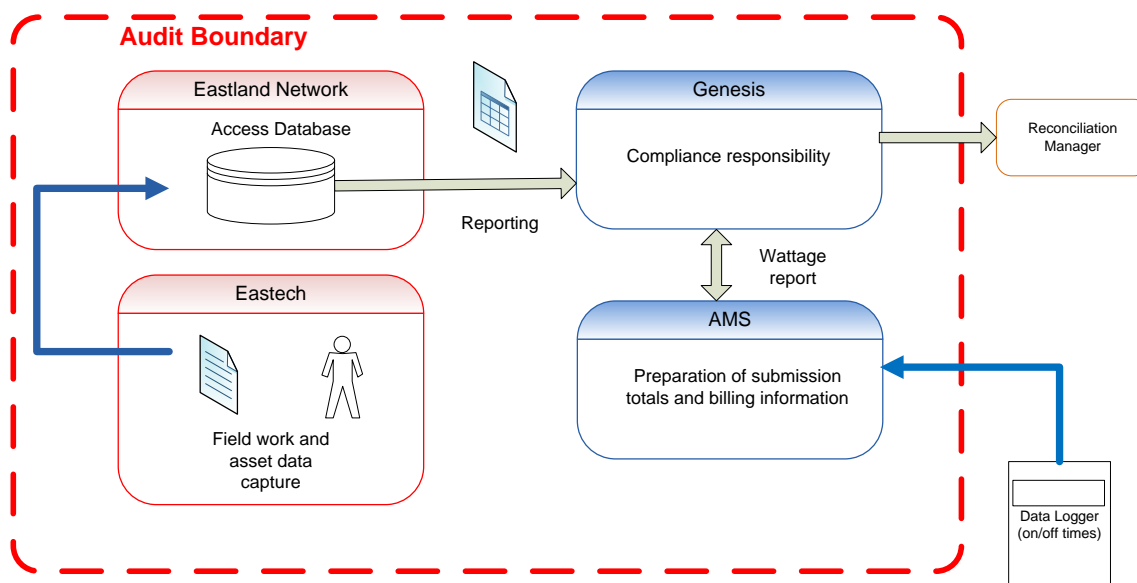 Audit Boundary
Eastland Network
Access Database
Reporting
Genesis
Compliance responsibility
Reconciliation
Manager
Wattage
report
Eastech
Field work and
asset data
capture
AMS
Preparation of submission
totals and billing information
Data Logger
(on/off times)